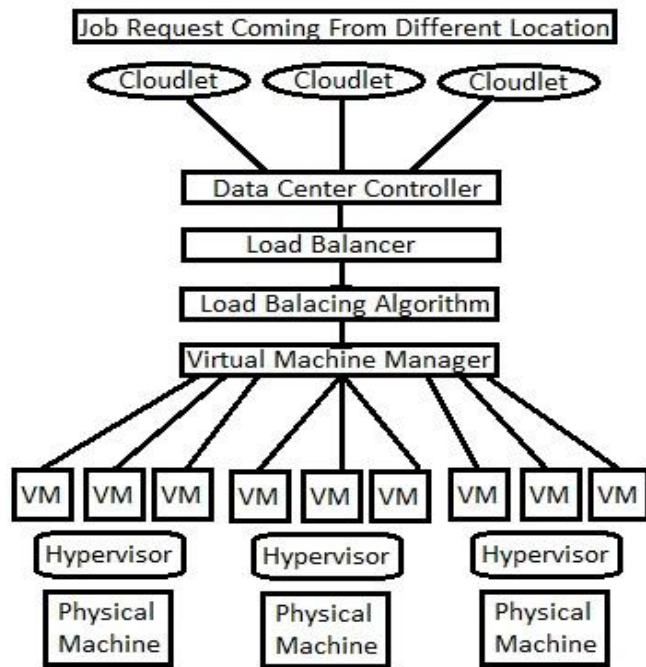 Job Request Coming From Different Location
Cloudlet Cloudlet Cloudlet
Data Center Controller
Load Balancer
Load Balacing Algorithm
Virtual Machine Manager
VM VM VM VM VM VM VM VM VM
Hypervisor Hypervisor Hypervisor
Physical Physical Physical
Machine Machine Machine